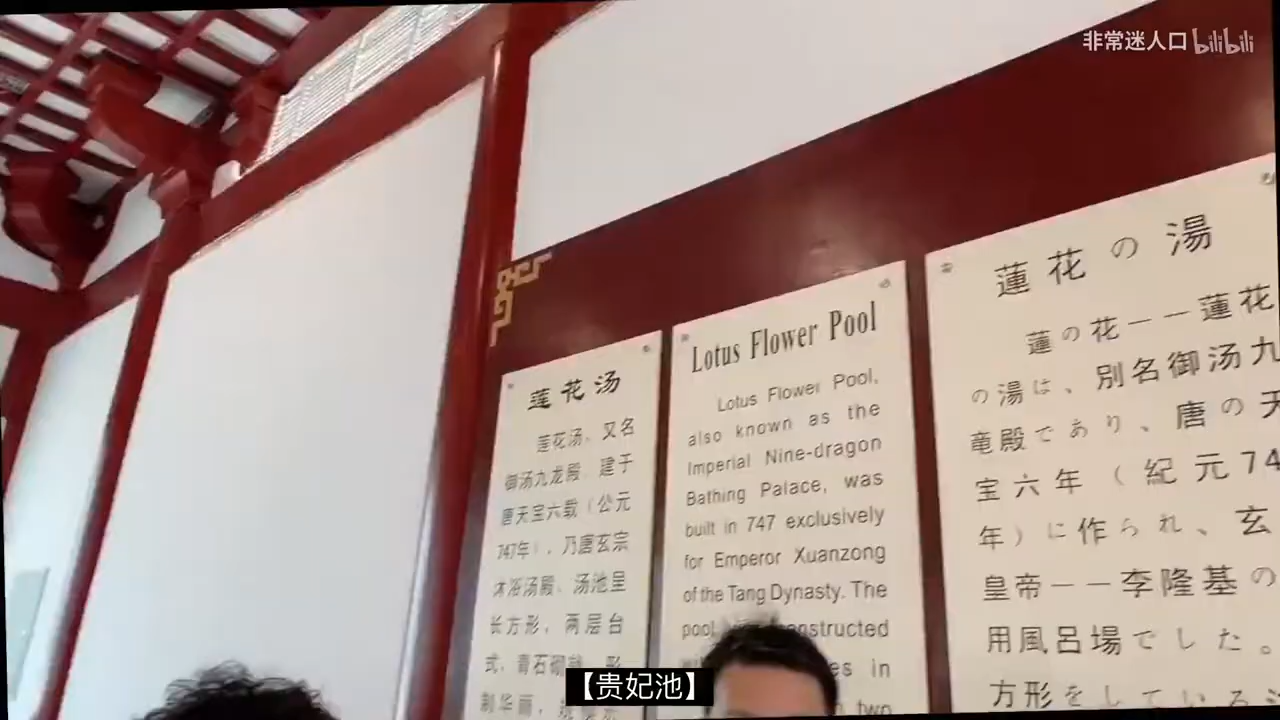 非常迷人口 bilibili
莲花汤
莲花汤,又名
御汤九龙殿,建于
唐天宝六载(公元
747年),乃唐玄宗
沐浴汤殿,汤池呈
长方形,两层台
式,青石砌 形
制华丽,
Lotus Flower Pool
Lotus Flower Pool,
also known as the
Imperial Nine-dragon
Bathing Palace, was
built in 747 exclusively
for Emperor Xuanzong
of the Tang Dynasty. The
pool
in
two
蓮花の湯
蓮の花——蓮花
の湯は、別名御汤九
竜殿であり、唐の天
宝六年(紀元74
年)に作られ、玄
皇帝——李隆基の
用風呂場でした。
方形をしている
【贵妃池】